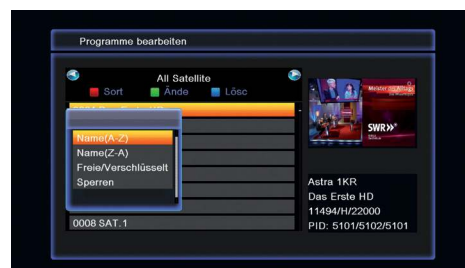 Programme bearbeiten
All Satellite
Sort Ände Lösc
Name(A-Z)
Name(Z-A)
Freie/Verschlüsselt
Sperren
0008 SAT.1
SWR»
Astra 1KR
Das Erste HD
11494/H/22000
PID: 5101/5102/5101